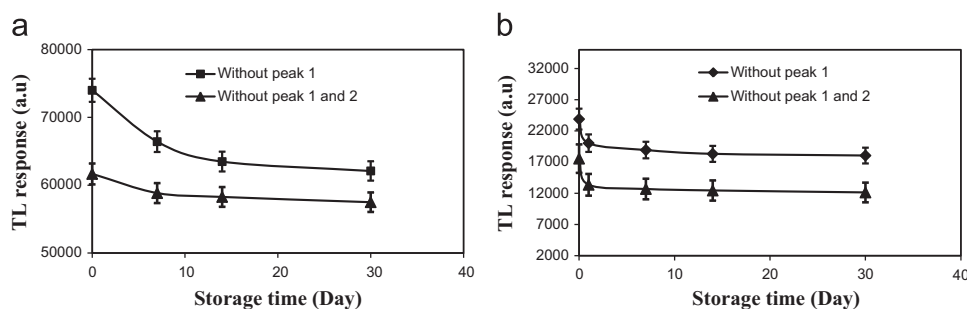 a
80000
70000
60000
50000
TL response (a.u)
Without peak 1
Without peak 1 and 2
0 10 20 30 40
Storage time (Day)
b
32000
27000
22000
17000
12000
7000
2000
TL response (a.u)
Without peak 1
Without peak 1 and 2
0 10 20 30 40
Storage time (Day)